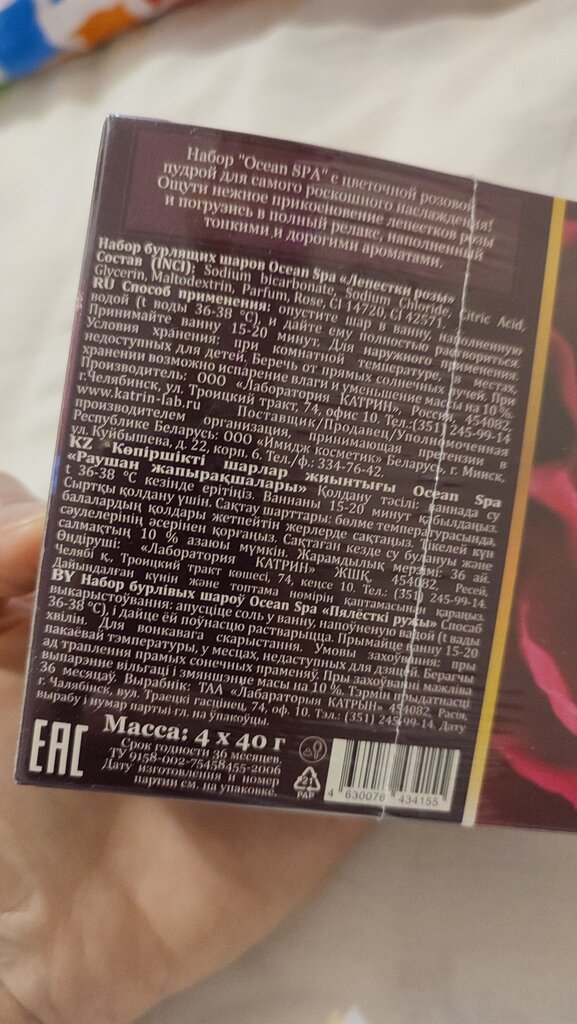 Набор "Ocean SPA" с цветочной розовой
пудрой для самого роскошного наслаждения!
Ощути нежное прикосновение лепестков розы
и погрузись в полный релакс, наполненный
тонкими и дорогими ароматами.
Набор бурлящих шаров Ocean Spa «Лепестки розы»
Состав (INCI): Sodium bicarbonate, Sodium Chloride, Citric Acid,
Glycerin, Maltodextrin, Parfum, Rose, CI 14720, CI 42571.
RU Способ применения: опустите шар в ванну, наполненную
водой (t воды 36-38 °C), и дайте ему полностью раствориться.
Принимайте ванну 15-20 минут. Для наружного применения.
Условия хранения: при комнатной температуре, в местах,
недоступных для детей. Беречь от прямых солнечных лучей. При
хранении возможно испарение влаги и уменьшение массы на 10 %.
Производитель: ООО «Лаборатория КАТРИН», Россия, 454082,
г.Челябинск, ул. Троицкий тракт, 74, офис 10. Тел.:(351) 245-99-14
www.katrin-lab.ru Поставщик/Продавец/Уполномоченная
производителем организация, принимающая претензии в
Республике Беларусь: ООО «Имидж косметик» Беларусь, г. Минск,
ул. Куйбышева, д. 22, корп. 6. Тел./ф.: 334-76-42.
KZ Көпіршікті шарлар жиынтығы Ocean Spa
«Раушан жапырақшалары» Қолдану тәсілі: ваннада су
t 36-38 °C кезінде ерітіңіз. Ваннаны 15-20 минут қабылдаңыз.
Сыртқы қолдану үшін. Сақтау шарттары: бөлме температурасында,
балалардың қолдары жетпейтін жерлерде сақтаңыз. Тікелей күн
сәулелерінің әсерінен қорғаңыз. Сақтаған кезде су булануы және
салмақтың 10 % азаюы мүмкін. Жарамдылық мерзімі: 36 ай.
Өндіруші: «Лаборатория КАТРИН» ЖШҚ, 454082, Ресей,
Челябі қ., Троицкий тракт көшесі, 74, кеңсе 10. Тел.: (351) 245-99-14.
Дайындалған күнін және топтама нөмірін қаптамасынан қараңыз.
BY Набор бурлівых шароў Ocean Spa «Пялёсткі ружы» Спосаб
выкарыстоўвання: апусціце соль у ванну, напоўненую вадой (t вады
36-38 °C), і дайце ёй поўнасцю растварыцца. Прымайце ванну 15-20
хвілін. Для вонкавага скарыстання. Умовы захоўвання: пры
пакаёвай тэмпературы, у месцах, недаступных для дзяцей. Берагчы
ад траплення прамых сонечных праменяў. Пры захоўванні мажліва
выпарэнне вільгаці і змяншэнне масы на 10 %. Тэрмін прыдатнасці
36 месяцаў. Вырабнік: ТАА «Лабараторыя КАТРЫН» 454082, Расія,
г. Чалябінск, вул. Траецкі гасцінец, 74, оф. 10. Тэл.: (351) 245-99-14. Дату
вырабу і нумар партыі гл. на ўпакоўцы.
EAC
Масса: 4 x 40 г
Срок годности 36 месяцев.
ТУ 9158-002-75458455-2006
Дату изготовления и номер
партии см. на упаковке.
21
PAP
4 630076 434155